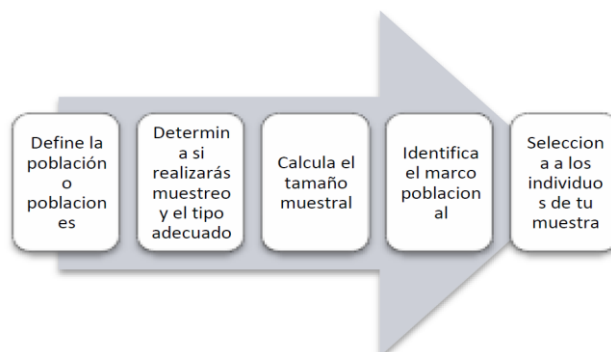 Define la
población
o
poblacion
es
Determin
a si
realizarás
muestreo
y el tipo
adecuado
Calcula el
tamaño
muestral
Identifica
el marco
poblacion
al
Seleccion
a a los
individuo
s de tu
muestra